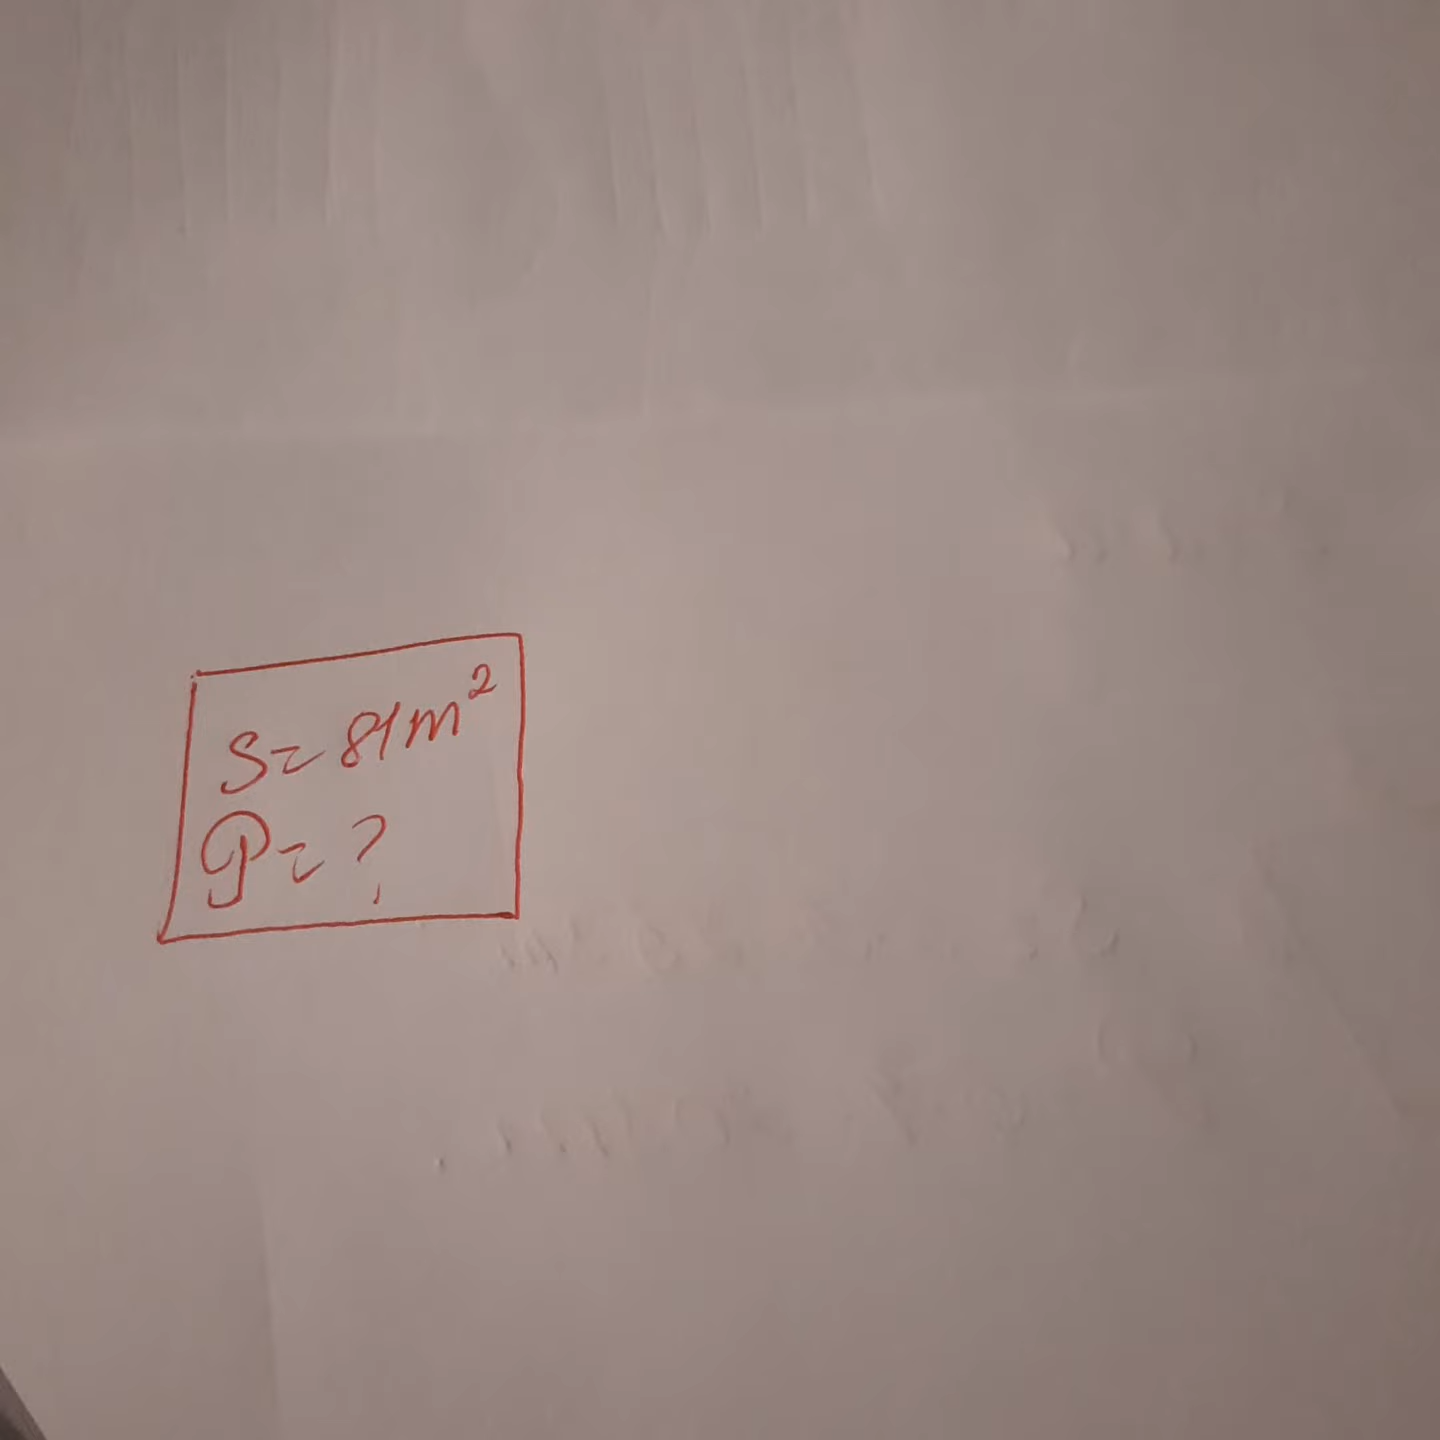 S = 81m²
P = ?